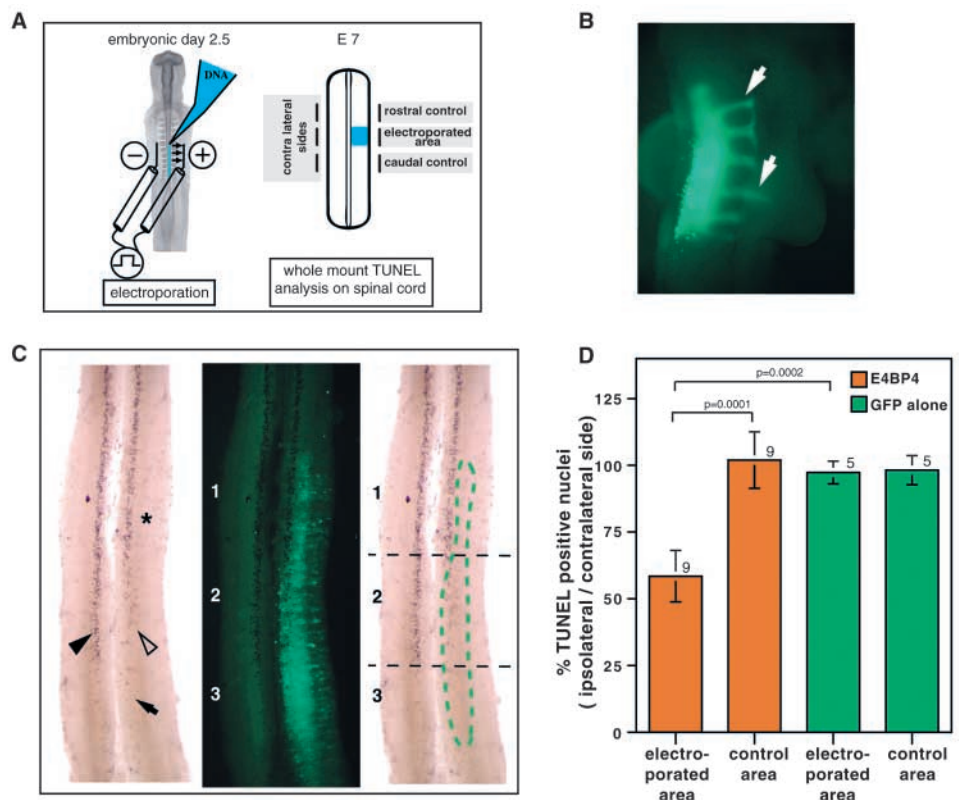 A
embryonic day 2.5
E 7
DNA
−
+
contra lateral
sides
rostral control
electroporated
area
caudal control
electroporation
whole mount TUNEL
analysis on spinal cord
B
C
1
*
2
3
1
2
3
D
p=0.0002
p=0.0001
E4BP4
GFP alone
% TUNEL positive nuclei
( ipsolateral / contralateral side)
125
100
75
50
25
0
9
9
5
5
electro-
porated
area
control
area
electro-
porated
area
control
area